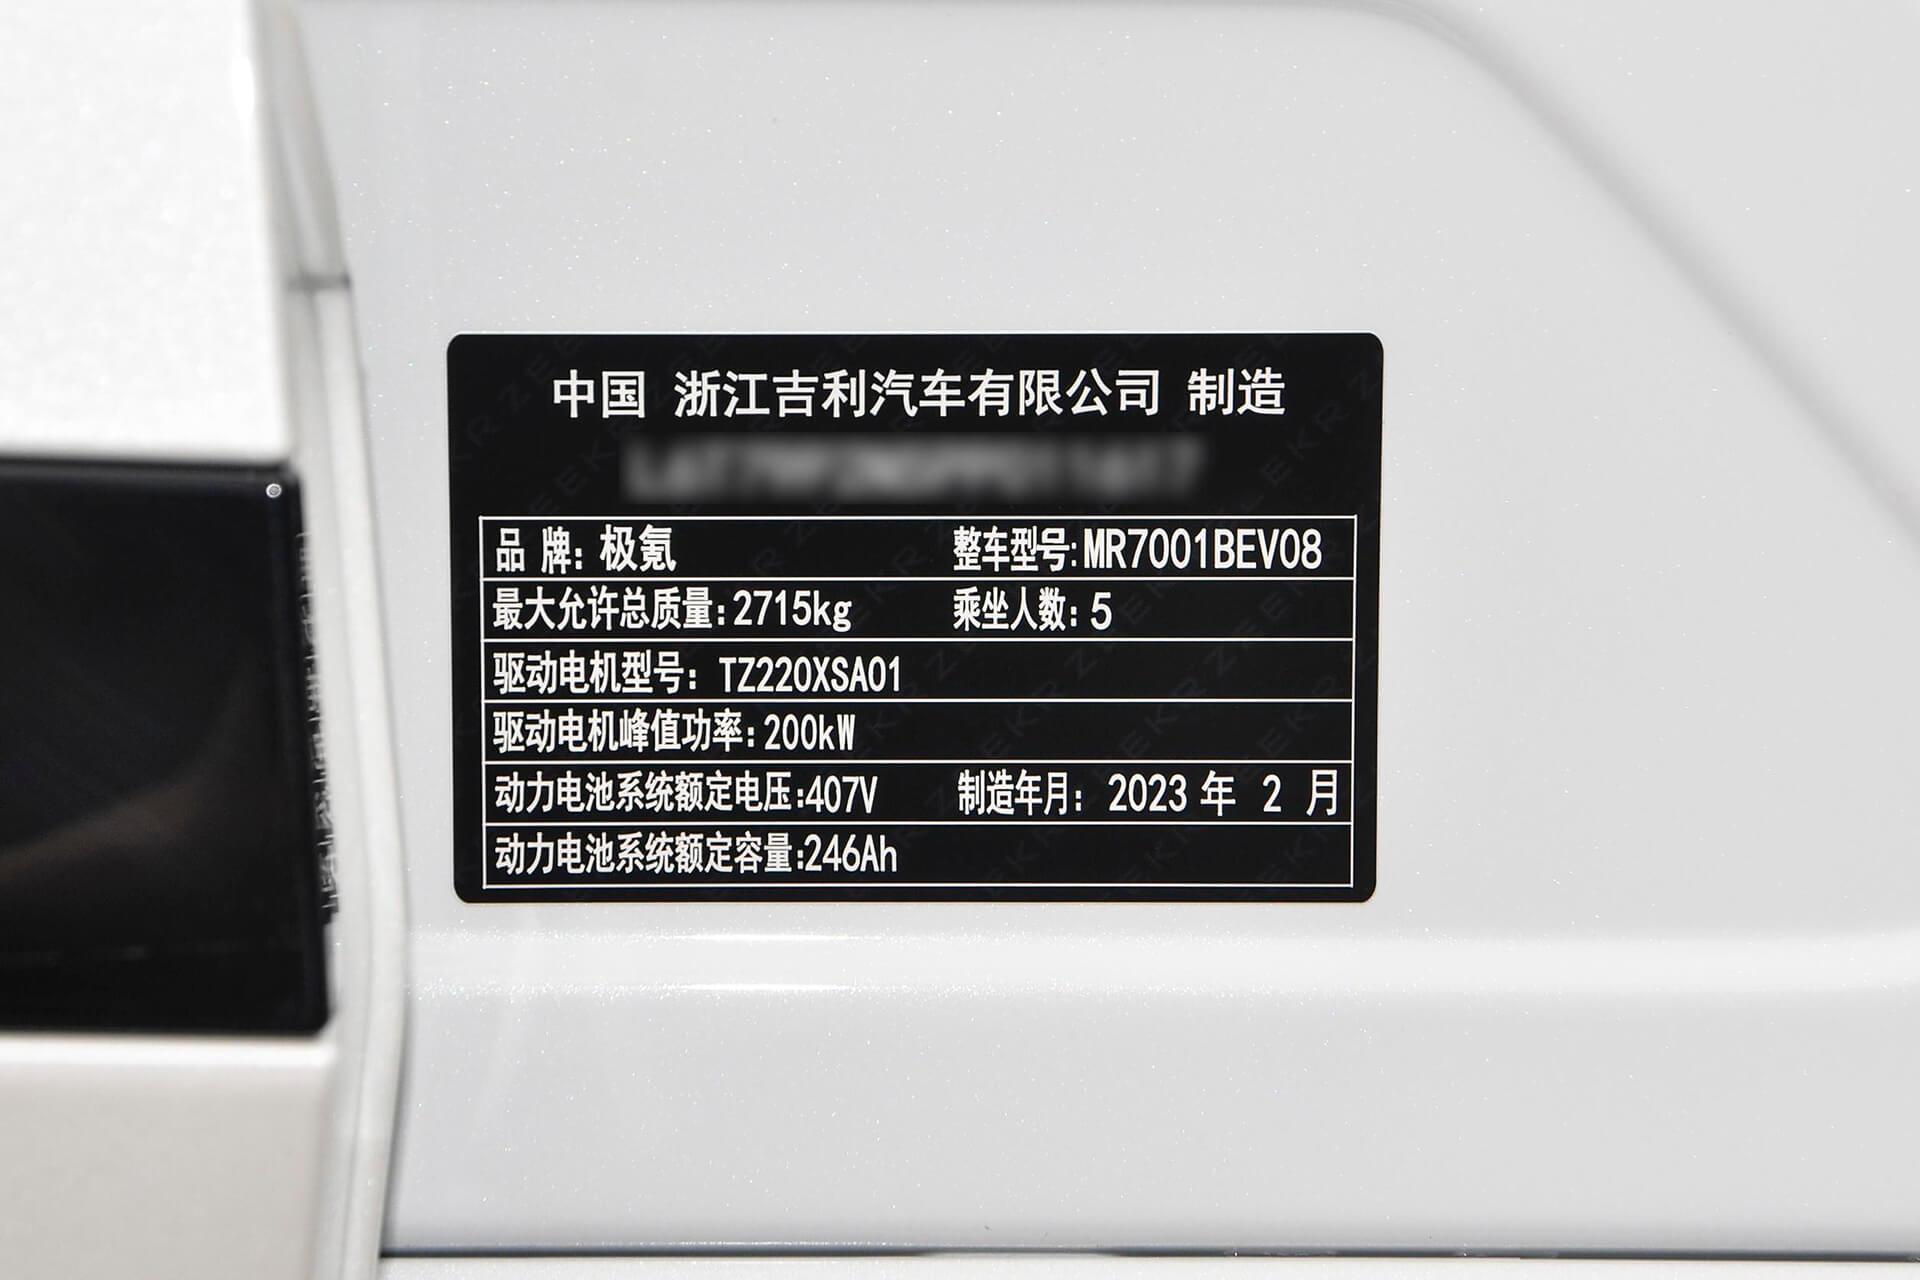 中国 浙江吉利汽车有限公司 制造
品 牌：极氪 整车型号:MR7001BEV08
最大允许总质量:2715kg 乘坐人数:5
驱动电机型号: TZ220XSA01
驱动电机峰值功率:200kW
动力电池系统额定电压:407V 制造年月: 2023 年 2 月
动力电池系统额定容量:246Ah